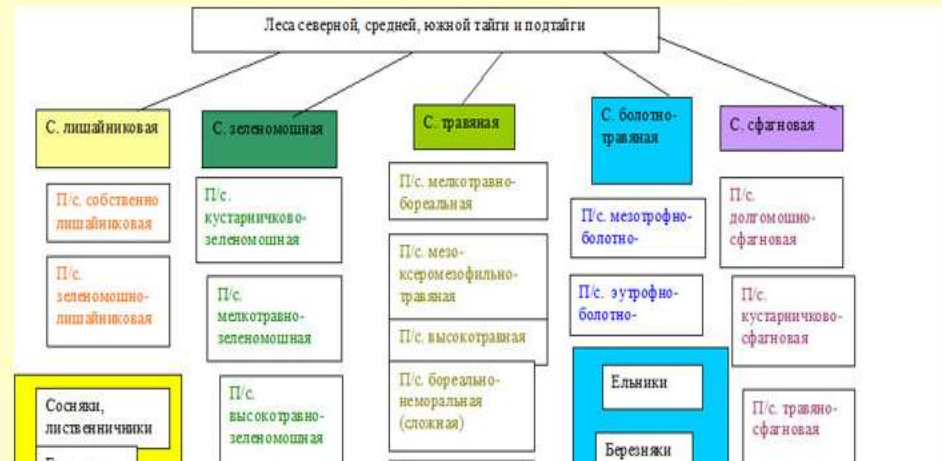 Леса северной, средней, южной тайги и подтайги
С. лишайниковая
С. зеленомошная
С. травяная
С. болотно-
травяная
С. сфагновая
П/с. собственно
лишайниковая
П/с.
зеленомошно-
лишайниковая
Сосняки,
лиственничники
П/с.
кустарничково-
зеленомошная
П/с.
мелкотравно-
зеленомошная
П/с.
высокотравно-
зеленомошная
П/с. мелкотравно-
бореальная
П/с. мезо-
ксеромезофильно-
травяная
П/с. высокотравная
П/с. бореально-
неморальная
(сложная)
П/с. мезотрофно-
болотно-
П/с. эутрофно-
болотно-
Ельники
Березняки
П/с.
долгомошно-
сфагновая
П/с.
кустарничково-
сфагновая
П/с. травяно-
сфагновая